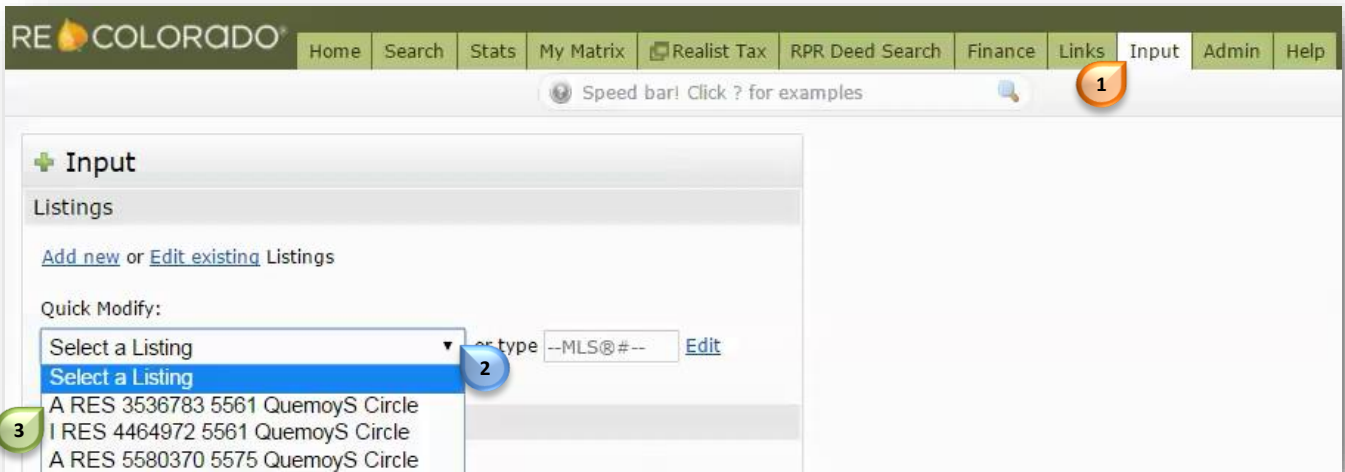 RE COLORADO®
Home Search Stats My Matrix Realist Tax RPR Deed Search Finance Links Input Admin Help
1
? Speed bar! Click ? for examples
Input
Listings
Add new or Edit existing Listings
Quick Modify:
Select a Listing or type --MLS®#-- Edit
2
Select a Listing
A RES 3536783 5561 QuemoyS Circle
3
I RES 4464972 5561 QuemoyS Circle
A RES 5580370 5575 QuemoyS Circle